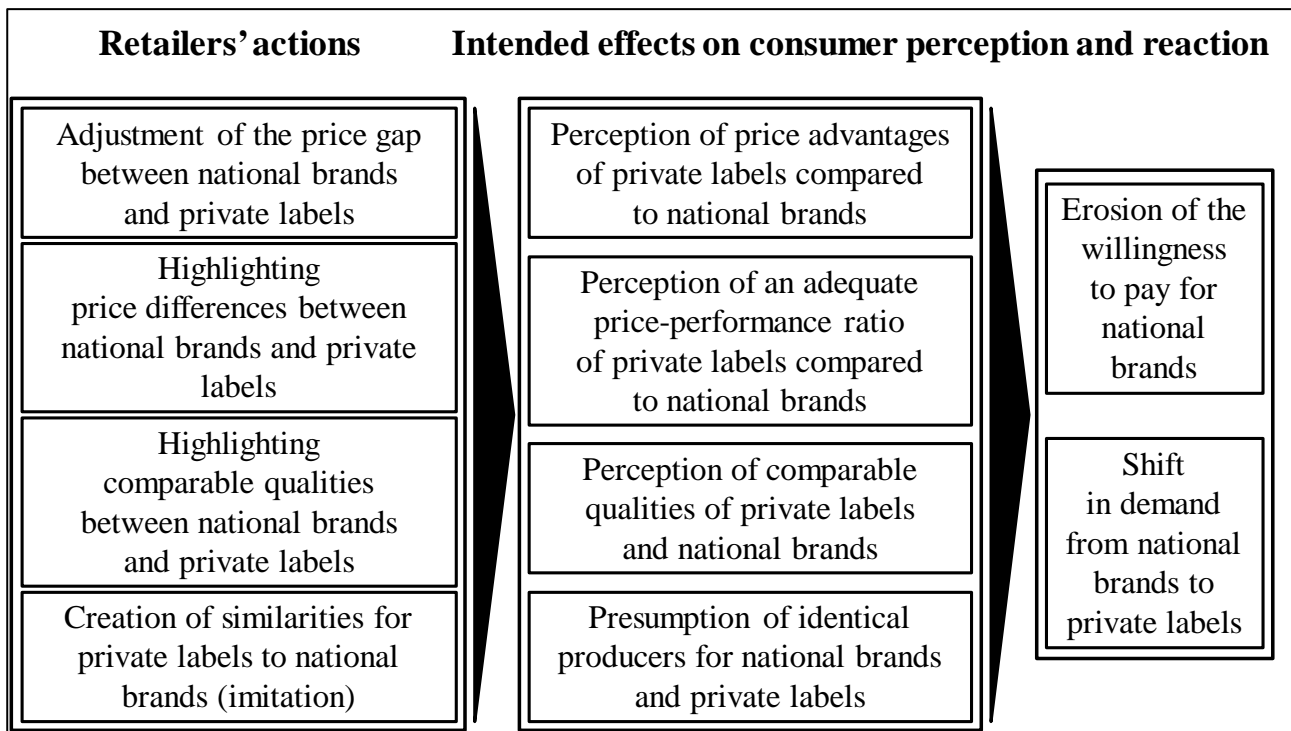 Retailers' actions
Intended effects on consumer perception and reaction
Adjustment of the price gap
between national brands
and private labels
Highlighting
price differences between
national brands and private
labels
Highlighting
comparable qualities
between national brands
and private labels
Creation of similarities for
private labels to national
brands (imitation)
Perception of price advantages
of private labels compared
to national brands
Perception of an adequate
price-performance ratio
of private labels compared
to national brands
Perception of comparable
qualities of private labels
and national brands
Presumption of identical
producers for national brands
and private labels
Erosion of the
willingness
to pay for
national
brands
Shift
in demand
from national
brands to
private labels